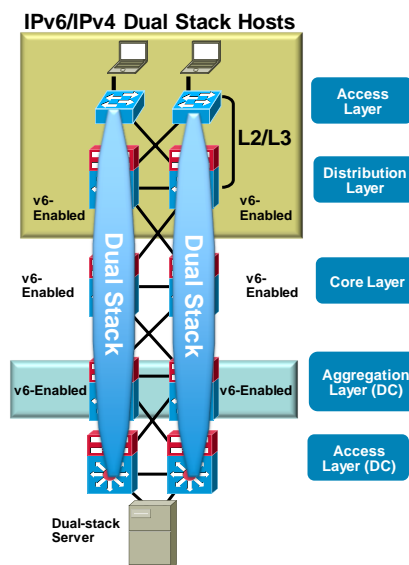 IPv6/IPv4 Dual Stack Hosts
Access
Layer
L2/L3
Distribution
Layer
v6-
Enabled
v6-
Enabled
Dual Stack
Dual Stack
v6-
Enabled
v6-
Enabled
Core Layer
v6-Enabled
v6-Enabled
Aggregation
Layer (DC)
Access
Layer (DC)
Dual-stack
Server